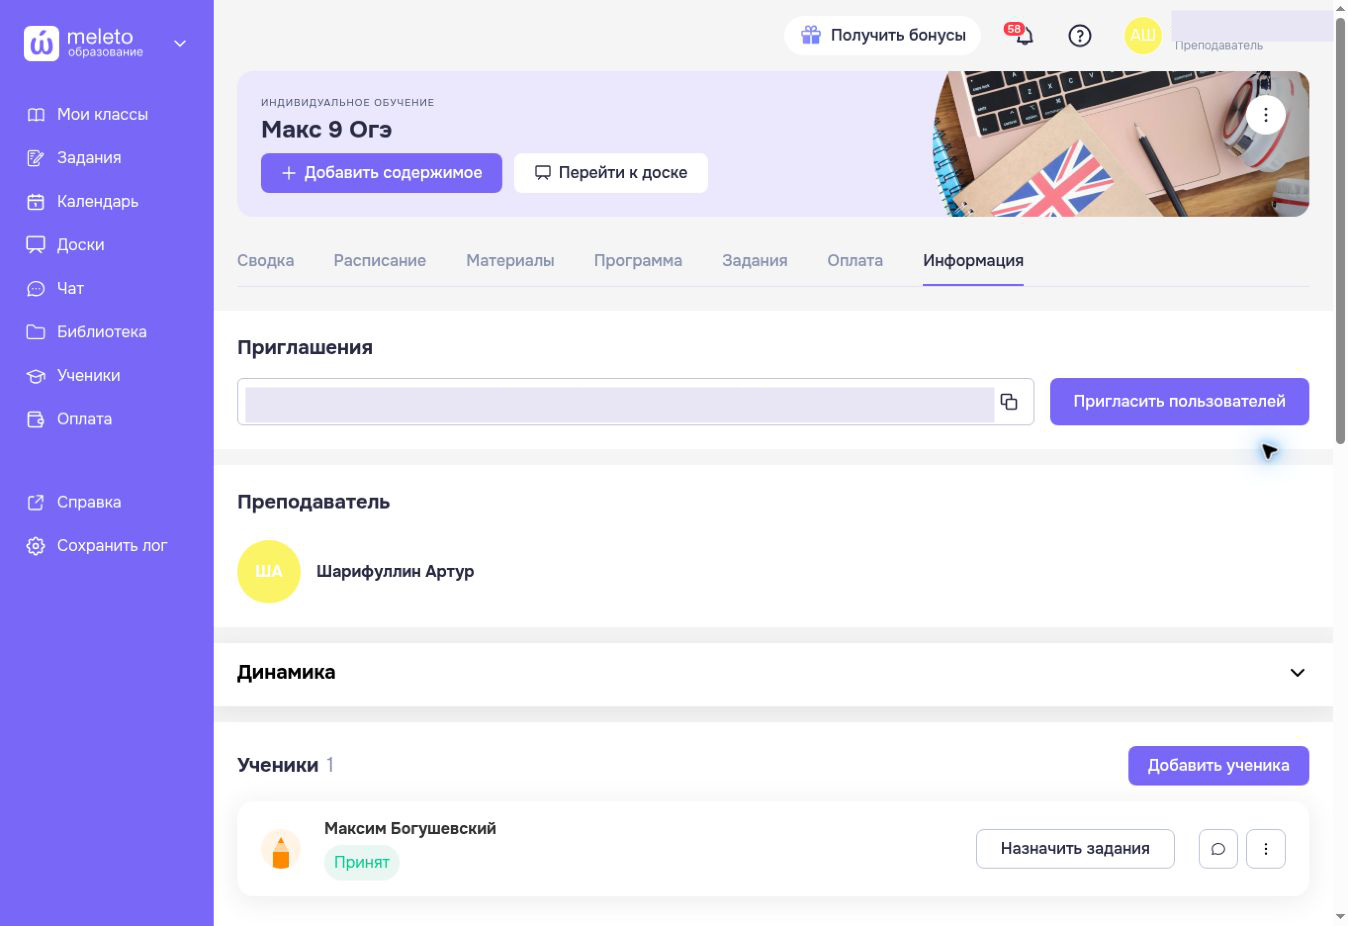 meleto
образование
Мои классы
Задания
Календарь
Доски
Чат
Библиотека
Ученики
Оплата
Справка
Сохранить лог
Получить бонусы
58
АШ
Преподаватель
ИНДИВИДУАЛЬНОЕ ОБУЧЕНИЕ
Макс 9 Огэ
Добавить содержимое
Перейти к доске
Сводка
Расписание
Материалы
Программа
Задания
Оплата
Информация
Приглашения
Пригласить пользователей
Преподаватель
ША
Шарифуллин Артур
Динамика
Ученики 1
Добавить ученика
Максим Богушевский
Принят
Назначить задания